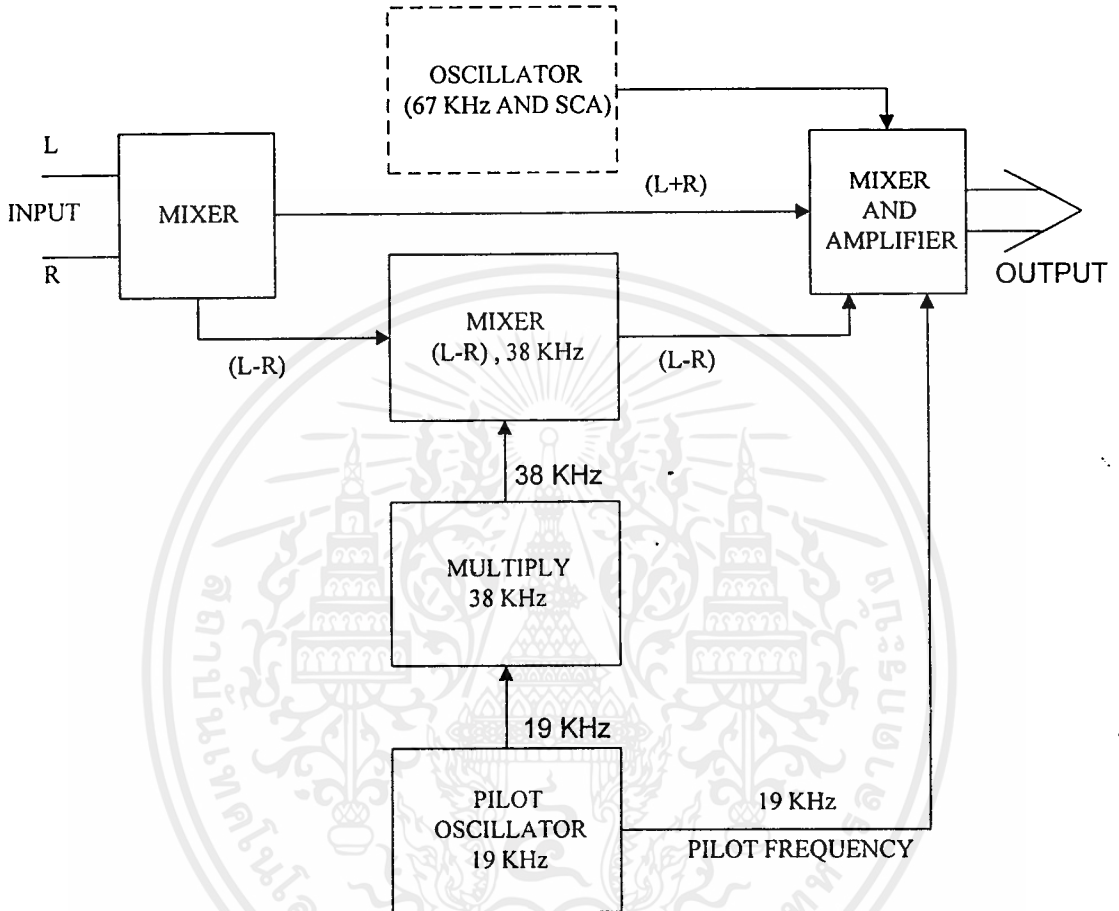 OSCILLATOR
(67 KHz AND SCA)
L
INPUT
R
MIXER
(L+R)
MIXER
AND
AMPLIFIER
OUTPUT
(L-R)
MIXER
(L-R) , 38 KHz
(L-R)
38 KHz
MULTIPLY
38 KHz
19 KHz
PILOT
OSCILLATOR
19 KHz
19 KHz
PILOT FREQUENCY